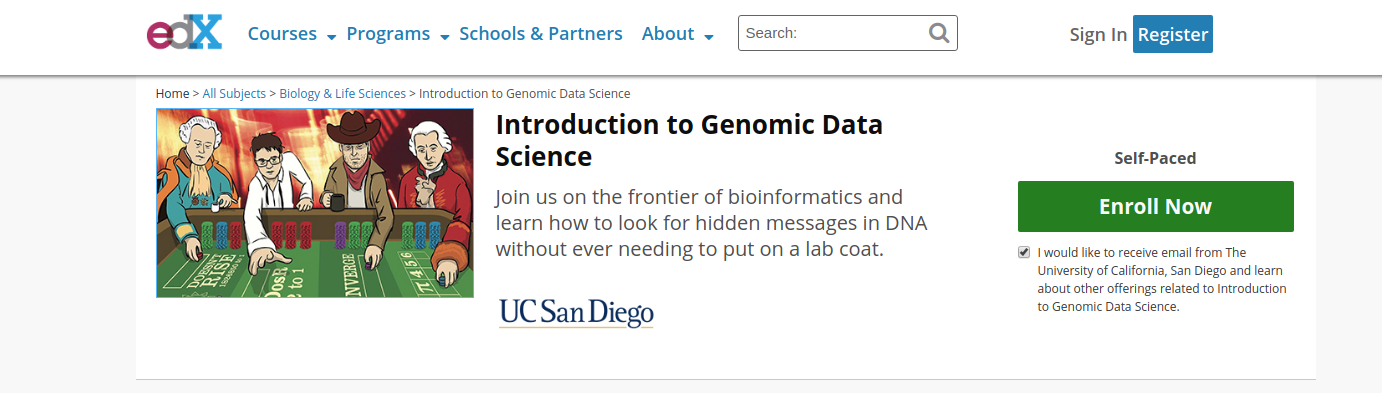 edX Courses Programs Schools & Partners About Search: Sign In Register
Home > All Subjects > Biology & Life Sciences > Introduction to Genomic Data Science
Introduction to Genomic Data
Science
Join us on the frontier of bioinformatics and
learn how to look for hidden messages in DNA
without ever needing to put on a lab coat.
UC San Diego
Self-Paced
Enroll Now
I would like to receive email from The
University of California, San Diego and learn
about other offerings related to Introduction
to Genomic Data Science.
DOESN'T
RISE
to 1